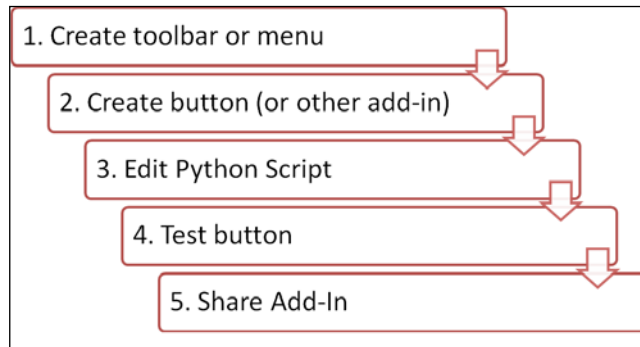 1. Create toolbar or menu
2. Create button (or other add-in)
3. Edit Python Script
4. Test button
5. Share Add-In